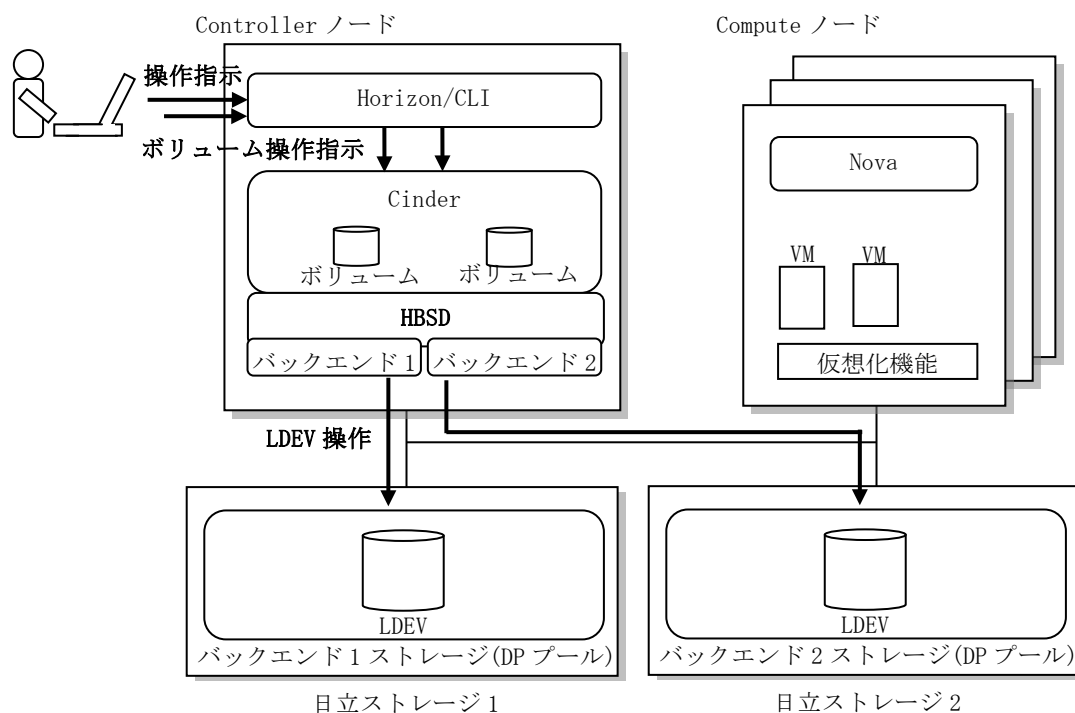 Controller ノード
Compute ノード
操作指示
Horizon/CLI
ボリューム操作指示
Nova
Cinder
VM
VM
ボリューム
ボリューム
HBSD
バックエンド1
バックエンド2
仮想化機能
LDEV 操作
LDEV
LDEV
バックエンド1ストレージ(DP プール)
バックエンド2ストレージ(DP プール)
日立ストレージ1
日立ストレージ2